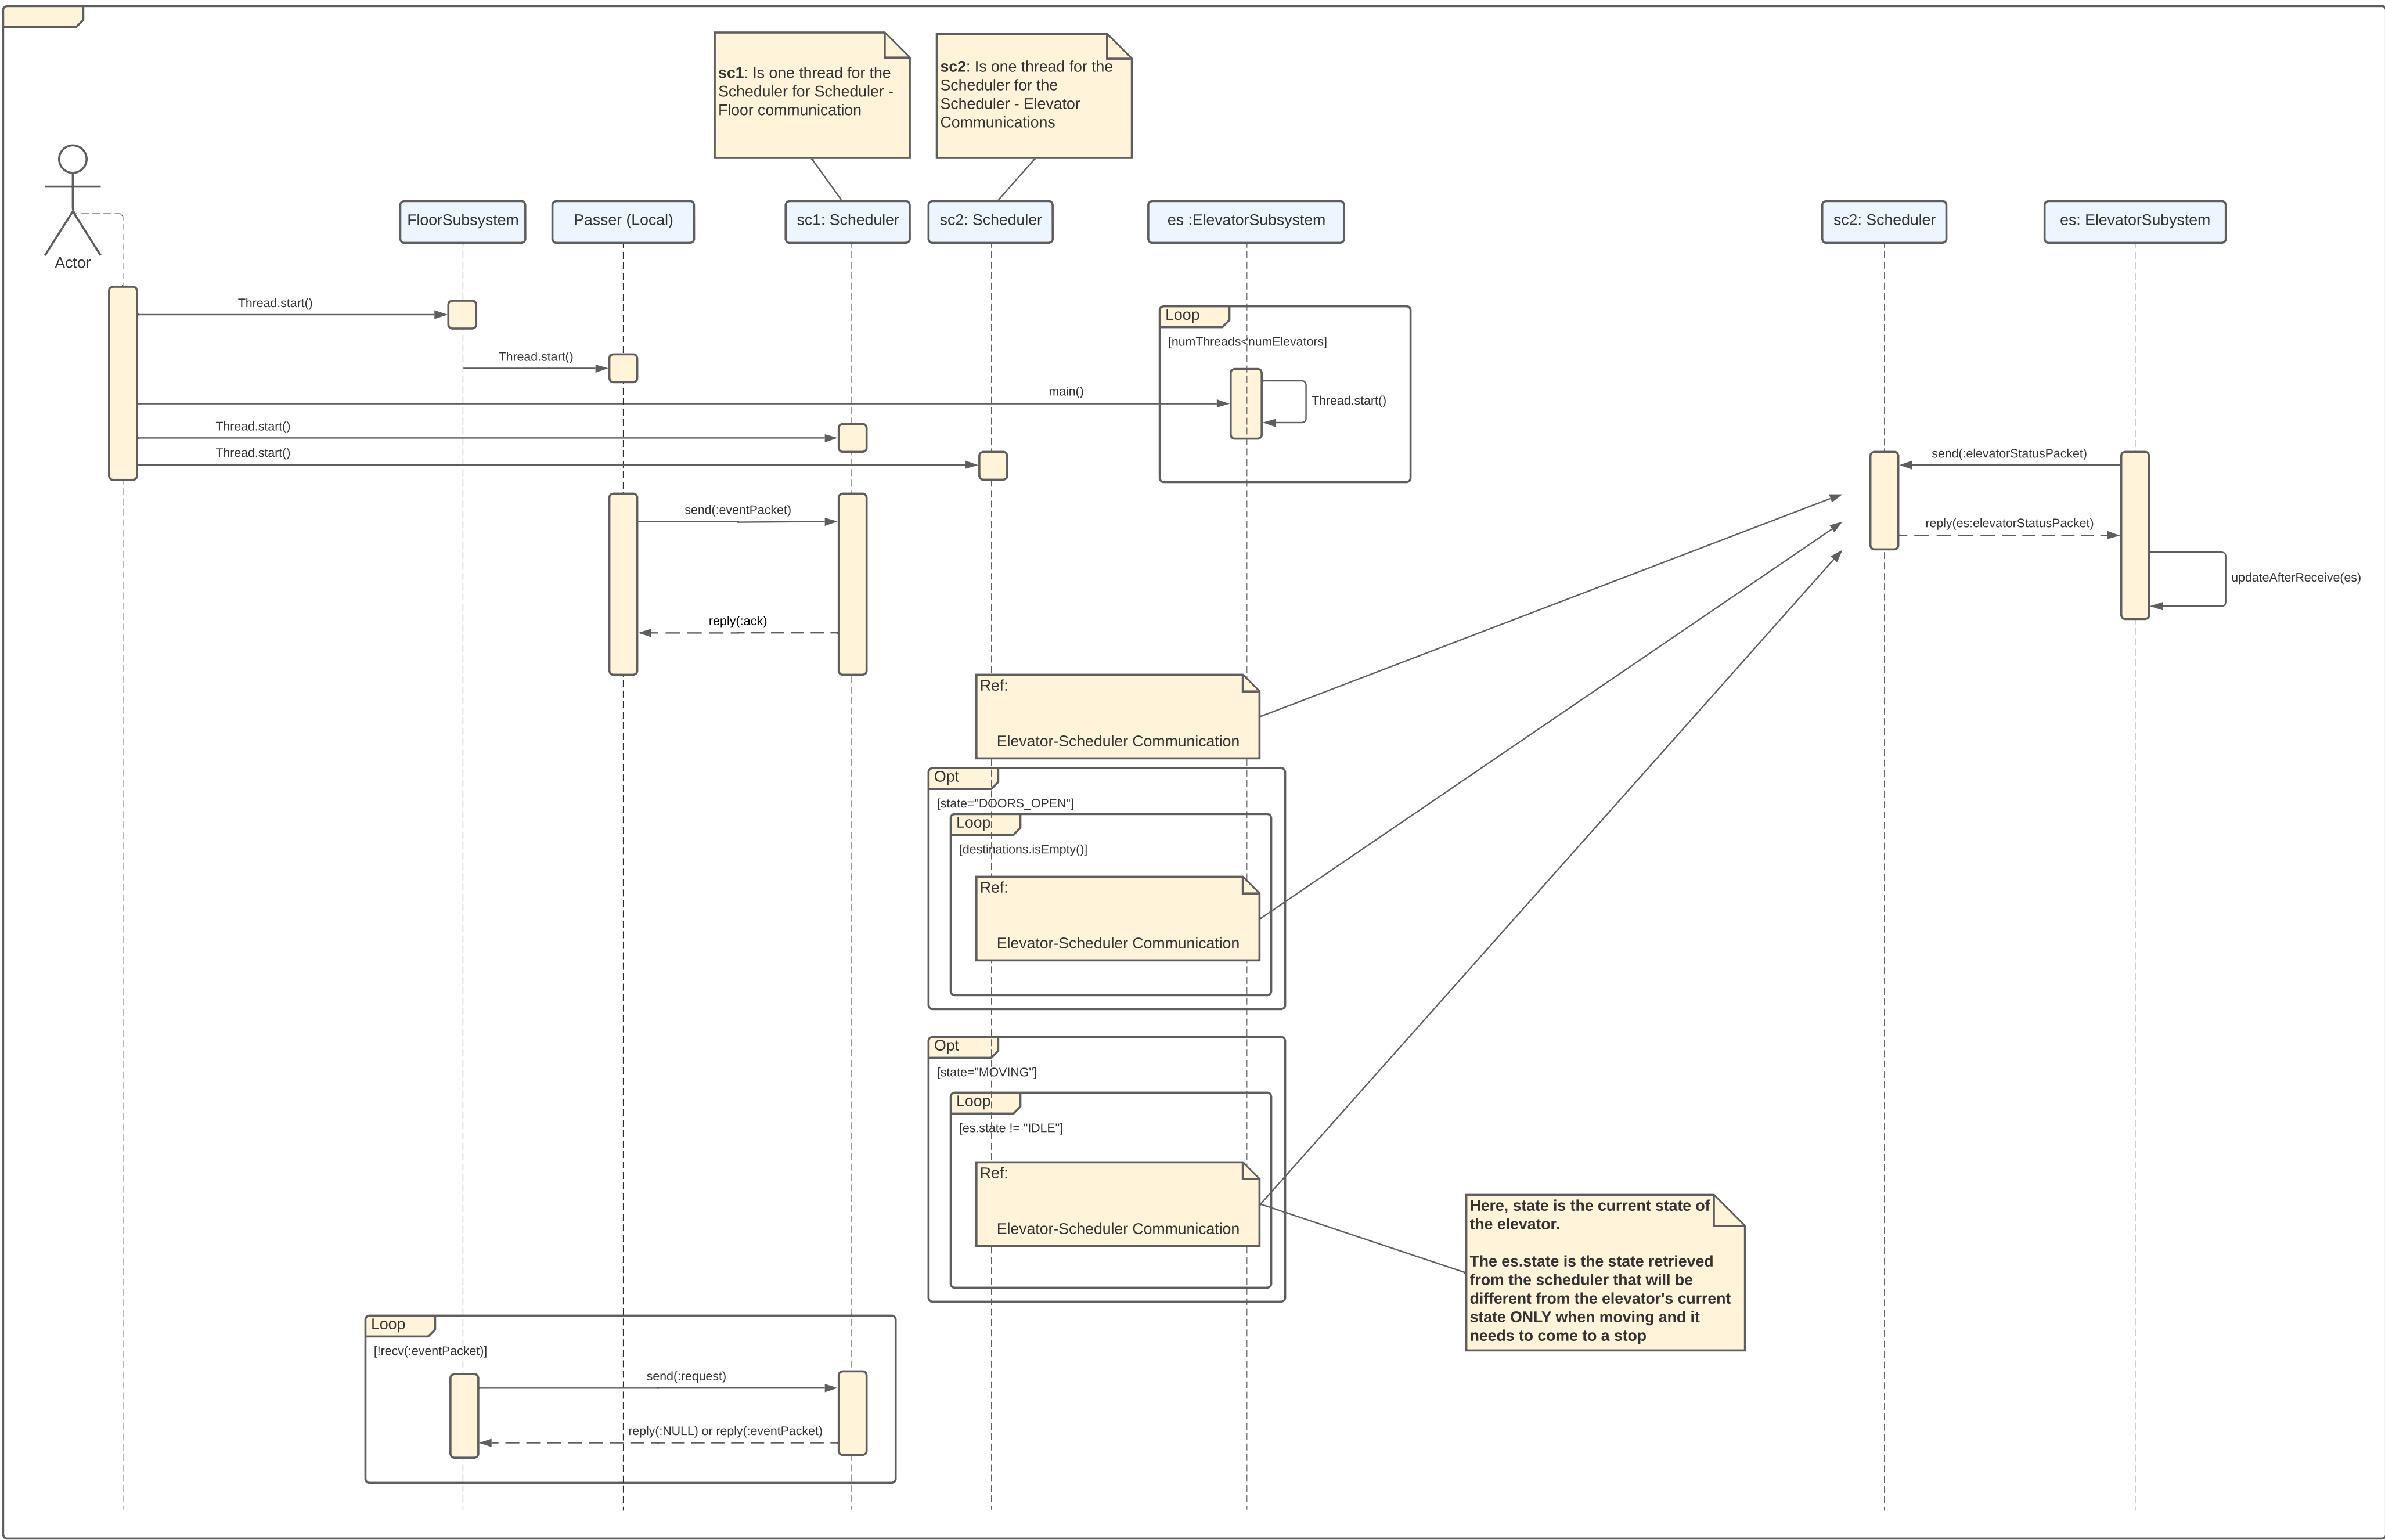 sc1: Is one thread for the
Scheduler for Scheduler -
Floor communication
sc2: Is one thread for the
Scheduler for the
Scheduler - Elevator
Communications
Actor
FloorSubsystem
Passer (Local)
sc1: Scheduler
sc2: Scheduler
es :ElevatorSubsystem
sc2: Scheduler
es: ElevatorSubystem
Thread.start()
Loop
[numThreads<numElevators]
Thread.start()
main()
Thread.start()
Thread.start()
Thread.start()
send(:elevatorStatusPacket)
send(:eventPacket)
reply(es:elevatorStatusPacket)
updateAfterReceive(es)
reply(:ack)
Ref:
Elevator-Scheduler Communication
Opt
[state="DOORS_OPEN"]
Loop
[destinations.isEmpty()]
Ref:
Elevator-Scheduler Communication
Opt
[state="MOVING"]
Loop
[es.state != "IDLE"]
Ref:
Elevator-Scheduler Communication
Here, state is the current state of
the elevator.
The es.state is the state retrieved
from the scheduler that will be
different from the elevator's current
state ONLY when moving and it
needs to come to a stop
Loop
[!recv(:eventPacket)]
send(:request)
reply(:NULL) or reply(:eventPacket)